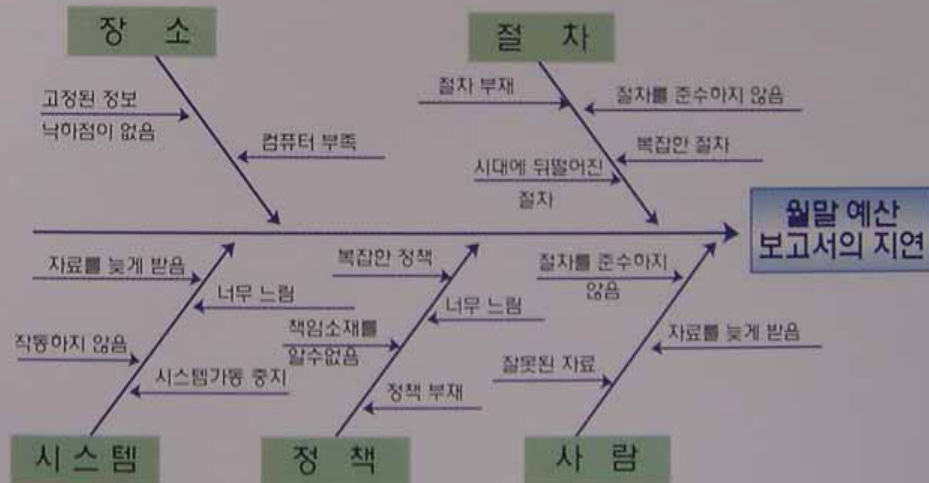 장 소
절 차
고정된 정보
낙하점이 없음
컴퓨터 부족
절차 부재
절차를 준수하지 않음
복잡한 절차
시대에 뒤떨어진
절차
월말 예산
보고서의 지연
자료를 늦게 받음
너무 느림
작동하지 않음
시스템가동 중지
복잡한 정책
너무 느림
책임소재를
알수없음
정책 부재
절차를 준수하지
않음
자료를 늦게 받음
잘못된 자료
시 스 템
정 책
사 람